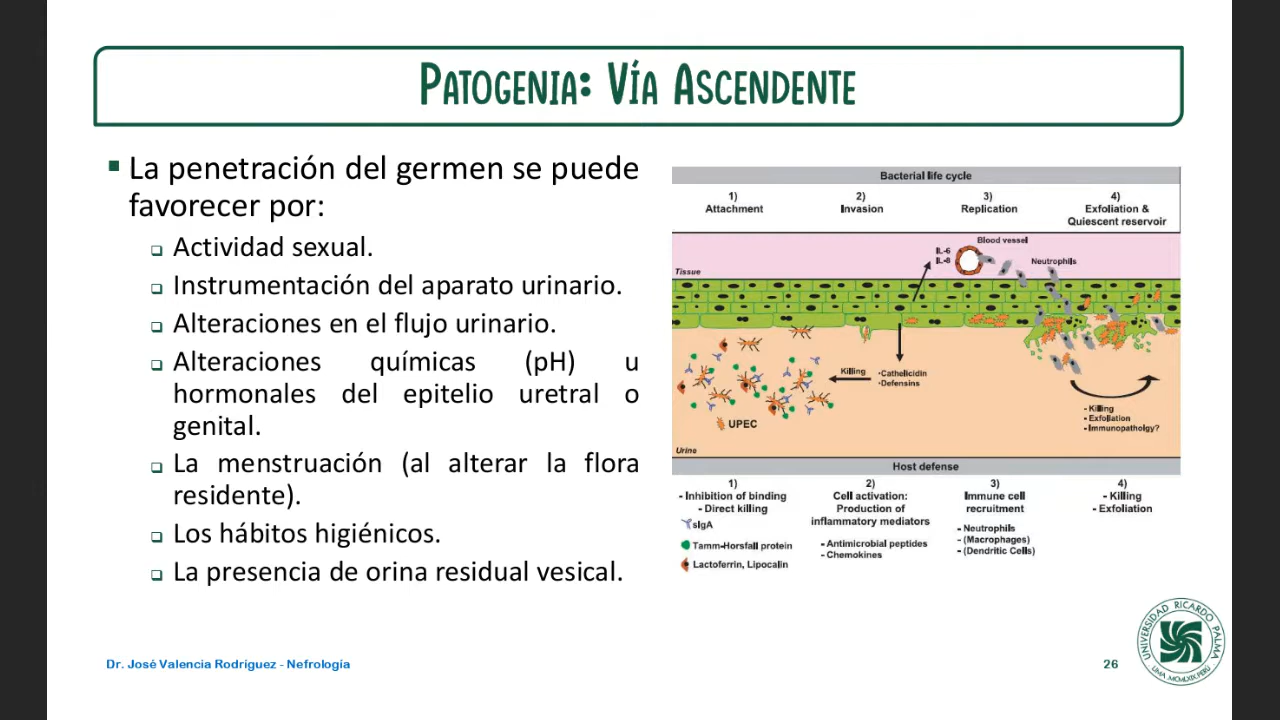 PATOGENIA: VÍA ASCENDENTE
▪ La penetración del germen se puede
favorecer por:
❑ Actividad sexual.
❑ Instrumentación del aparato urinario.
❑ Alteraciones en el flujo urinario.
❑ Alteraciones químicas (pH) u
hormonales del epitelio uretral o
genital.
❑ La menstruación (al alterar la flora
residente).
❑ Los hábitos higiénicos.
❑ La presencia de orina residual vesical.
Bacterial life cycle
1)
Attachment
2)
Invasion
3)
Replication
4)
Exfoliation &
Quiescent reservoir
Blood vessel
IL-6
IL-8
Neutrophils
Tissue
Killing
•Cathelicidin
•Defensins
UPEC
- Killing
- Exfoliation
- Immunopatholgy?
Urine
Host defense
1)
- Inhibition of binding
- Direct killing
sIgA
Tamm-Horsfall protein
Lactoferrin, Lipocalin
2)
Cell activation:
Production of
inflammatory mediators
- Antimicrobial peptides
- Chemokines
3)
Immune cell
recruitment
- Neutrophils
- (Macrophages)
- (Dendritic Cells)
4)
- Killing
- Exfoliation
Dr. José Valencia Rodríguez - Nefrología
26
UNIVERSIDAD RICARDO PALMA
LIMA .MCMLXIX.PERÚ